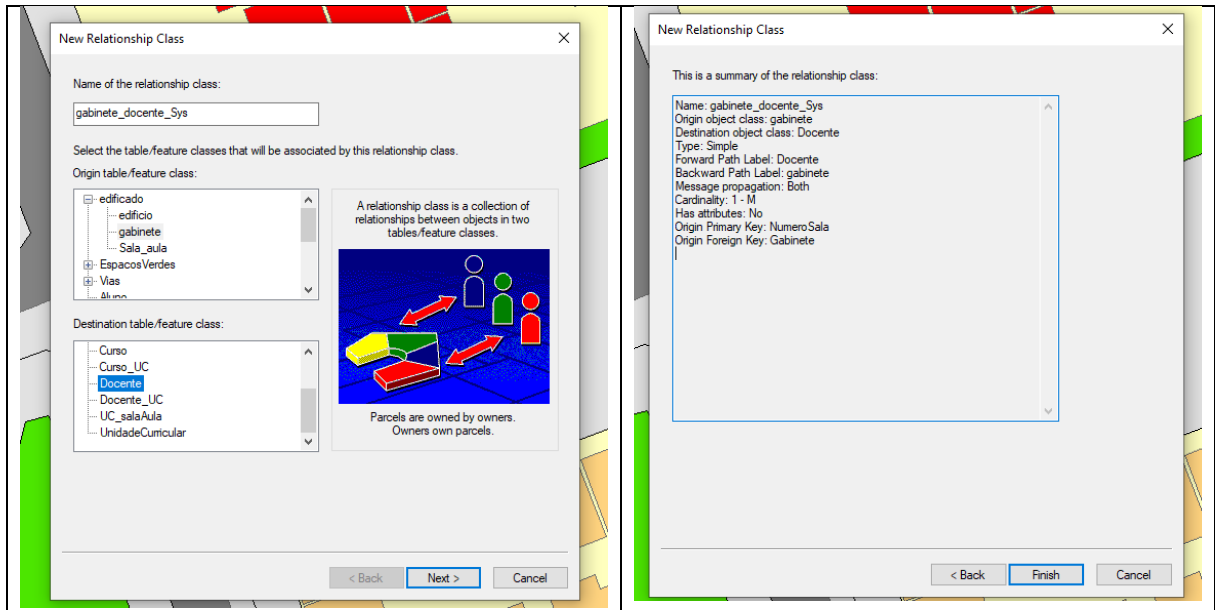 New Relationship Class
Name of the relationship class:
gabinete_docente_Sys
Select the table/feature classes that will be associated by this relationship class.
Origin table/feature class:
edificado
edificio
gabinete
Sala_aula
EspacosVerdes
Vias
Aluno
A relationship class is a collection of
relationships between objects in two
tables/feature classes.
Destination table/feature class:
Curso
Curso_UC
Docente
Docente_UC
UC_salaAula
UnidadeCurricular
Parcels are owned by owners.
Owners own parcels.
< Back
Next >
Cancel
New Relationship Class
This is a summary of the relationship class:
Name: gabinete_docente_Sys
Origin object class: gabinete
Destination object class: Docente
Type: Simple
Forward Path Label: Docente
Backward Path Label: gabinete
Message propagation: Both
Cardinality: 1 - M
Has attributes: No
Origin Primary Key: NumeroSala
Origin Foreign Key: Gabinete
< Back
Finish
Cancel